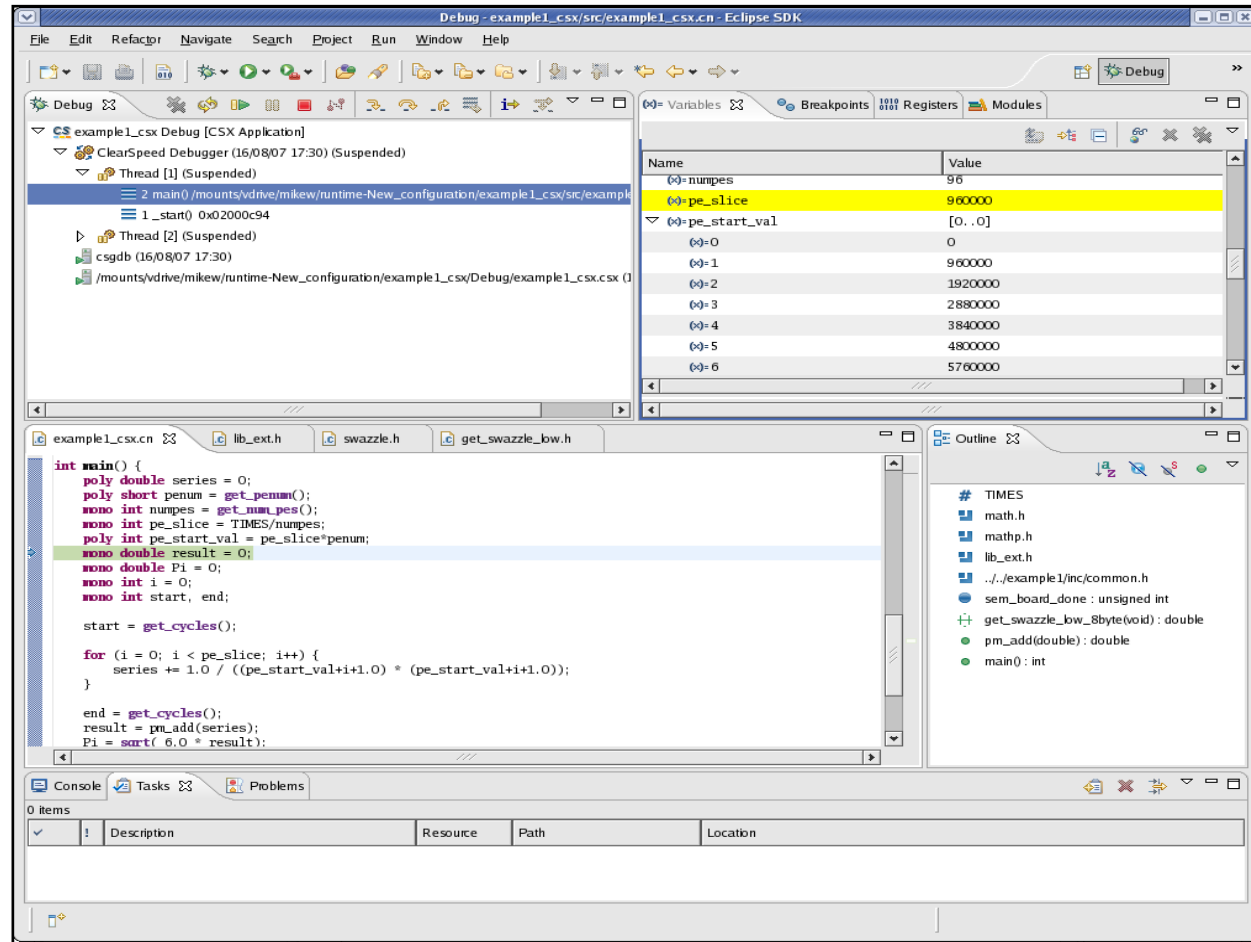 Debug - example1_csx/src/example1_csx.cn - Eclipse SDK
File Edit Refactor Navigate Search Project Run Window Help
Debug
»
Debug
CS example1_csx Debug [CSX Application]
ClearSpeed Debugger (16/08/07 17:30) (Suspended)
Thread [1] (Suspended)
2 main() /mounts/vdrive/mikew/runtime-New_configuration/example1_csx/src/example
1 _start() 0x02000c94
Thread [2] (Suspended)
csgdb (16/08/07 17:30)
/mounts/vdrive/mikew/runtime-New_configuration/example1_csx/Debug/example1_csx.csx (1
(x)= Variables Breakpoints 1010 0101 Registers Modules
Name Value
(x)= numpes 96
(x)= pe_slice 960000
(x)= pe_start_val [0..0]
(x)= 0 0
(x)= 1 960000
(x)= 2 1920000
(x)= 3 2880000
(x)= 4 3840000
(x)= 5 4800000
(x)= 6 5760000
.c example1_csx.cn .c lib_ext.h .c swazzle.h .c get_swazzle_low.h
int main() {
poly double series = 0;
poly short penum = get_penum();
mono int numpes = get_num_pes();
mono int pe_slice = TIMES/numpes;
poly int pe_start_val = pe_slice*penum;
mono double result = 0;
mono double Pi = 0;
mono int i = 0;
mono int start, end;
start = get_cycles();
for (i = 0; i < pe_slice; i++) {
series += 1.0 / ((pe_start_val+i+1.0) * (pe_start_val+i+1.0));
}
end = get_cycles();
result = pm_add(series);
Pi = sqrt( 6.0 * result);
Outline
# TIMES
math.h
mathp.h
lib_ext.h
../../example1/inc/common.h
sem_board_done : unsigned int
get_swazzle_low_8byte(void) : double
pm_add(double) : double
main() : int
Console Tasks Problems
0 items
! Description Resource Path Location